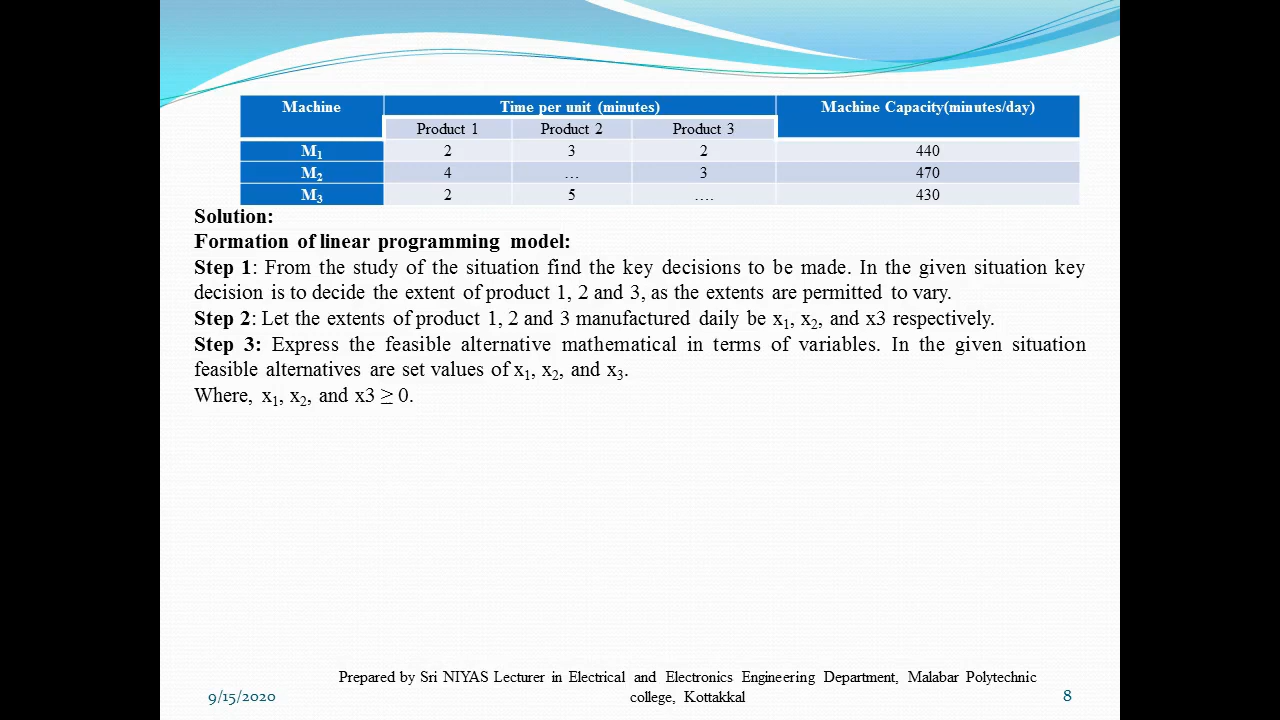 Machine Time per unit (minutes) Machine Capacity(minutes/day)
Product 1 Product 2 Product 3
M₁ 2 3 2 440
M₂ 4 … 3 470
M₃ 2 5 …. 430
Solution:
Formation of linear programming model:
Step 1: From the study of the situation find the key decisions to be made. In the given situation key
decision is to decide the extent of product 1, 2 and 3, as the extents are permitted to vary.
Step 2: Let the extents of product 1, 2 and 3 manufactured daily be x₁, x₂, and x3 respectively.
Step 3: Express the feasible alternative mathematical in terms of variables. In the given situation
feasible alternatives are set values of x₁, x₂, and x₃.
Where, x₁, x₂, and x3 ≥ 0.
Prepared by Sri NIYAS Lecturer in Electrical and Electronics Engineering Department, Malabar Polytechnic
college, Kottakkal
9/15/2020
8